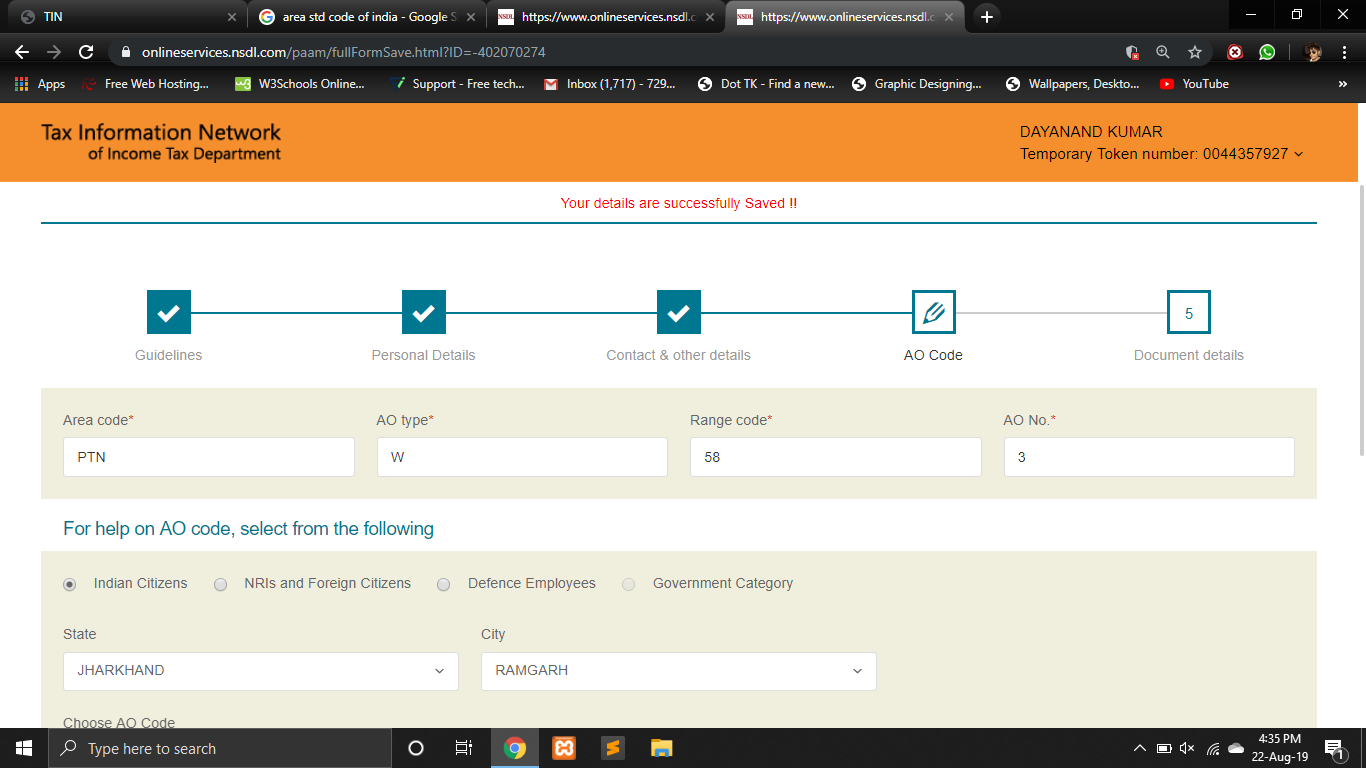 TIN
area std code of india - Google S
https://www.onlineservices.nsdl.c
https://www.onlineservices.nsdl.c
onlineservices.nsdl.com/paam/fullFormSave.html?ID=-402070274
Apps Free Web Hosting... W3Schools Online... Support - Free tech... Inbox (1,717) - 729... Dot TK - Find a new... Graphic Designing... Wallpapers, Deskto... YouTube »
Tax Information Network
of Income Tax Department
DAYANAND KUMAR
Temporary Token number: 0044357927
Your details are successfully Saved !!
5
Guidelines Personal Details Contact & other details AO Code Document details
Area code* AO type* Range code* AO No.*
PTN W 58 3
For help on AO code, select from the following
Indian Citizens NRIs and Foreign Citizens Defence Employees Government Category
State City
JHARKHAND RAMGARH
Choose AO Code
Type here to search
4:35 PM
22-Aug-19
1